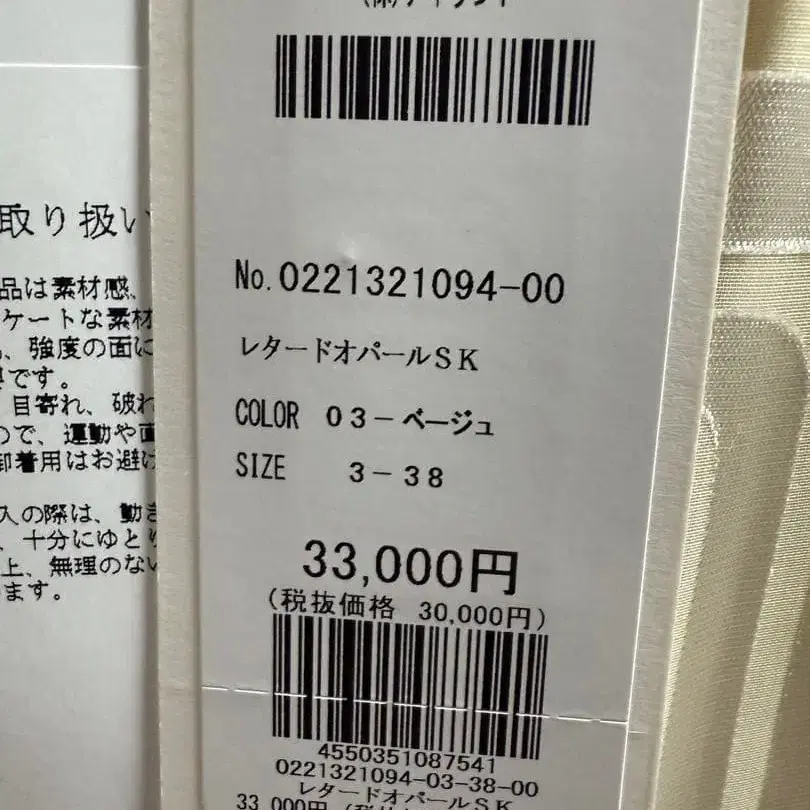 取り扱い
品は素材感、
ケートな素材
、強度の面に
です。
目寄れ、破れ
ので、運動や直
御着用はお避け
入の際は、動き
、十分にゆとり
上、無理のない
ます。
No.0221321094-00
レタードオパールSK
COLOR 03-ベージュ
SIZE 3-38
33,000円
(税抜価格 30,000円)
4550351087541
0221321094-03-38-00
レタードオパールSK
33,000円